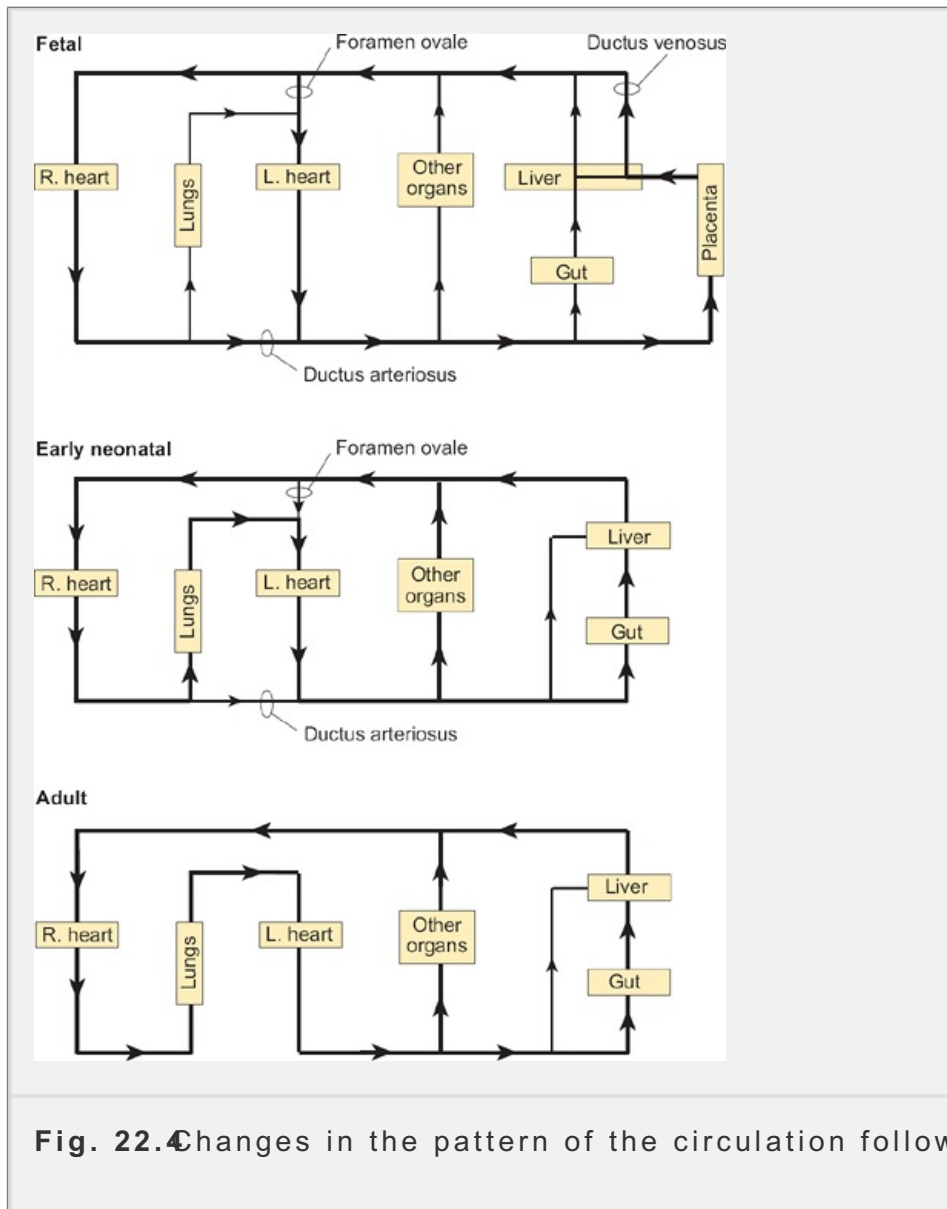 Fetal
Foramen ovale
Ductus venosus
R. heart
Lungs
L. heart
Other
organs
Liver
Gut
Placenta
Ductus arteriosus
Early neonatal
Foramen ovale
R. heart
Lungs
L. heart
Other
organs
Liver
Gut
Ductus arteriosus
Adult
R. heart
Lungs
L. heart
Other
organs
Liver
Gut
Fig. 22.4 Changes in the pattern of the circulation follow